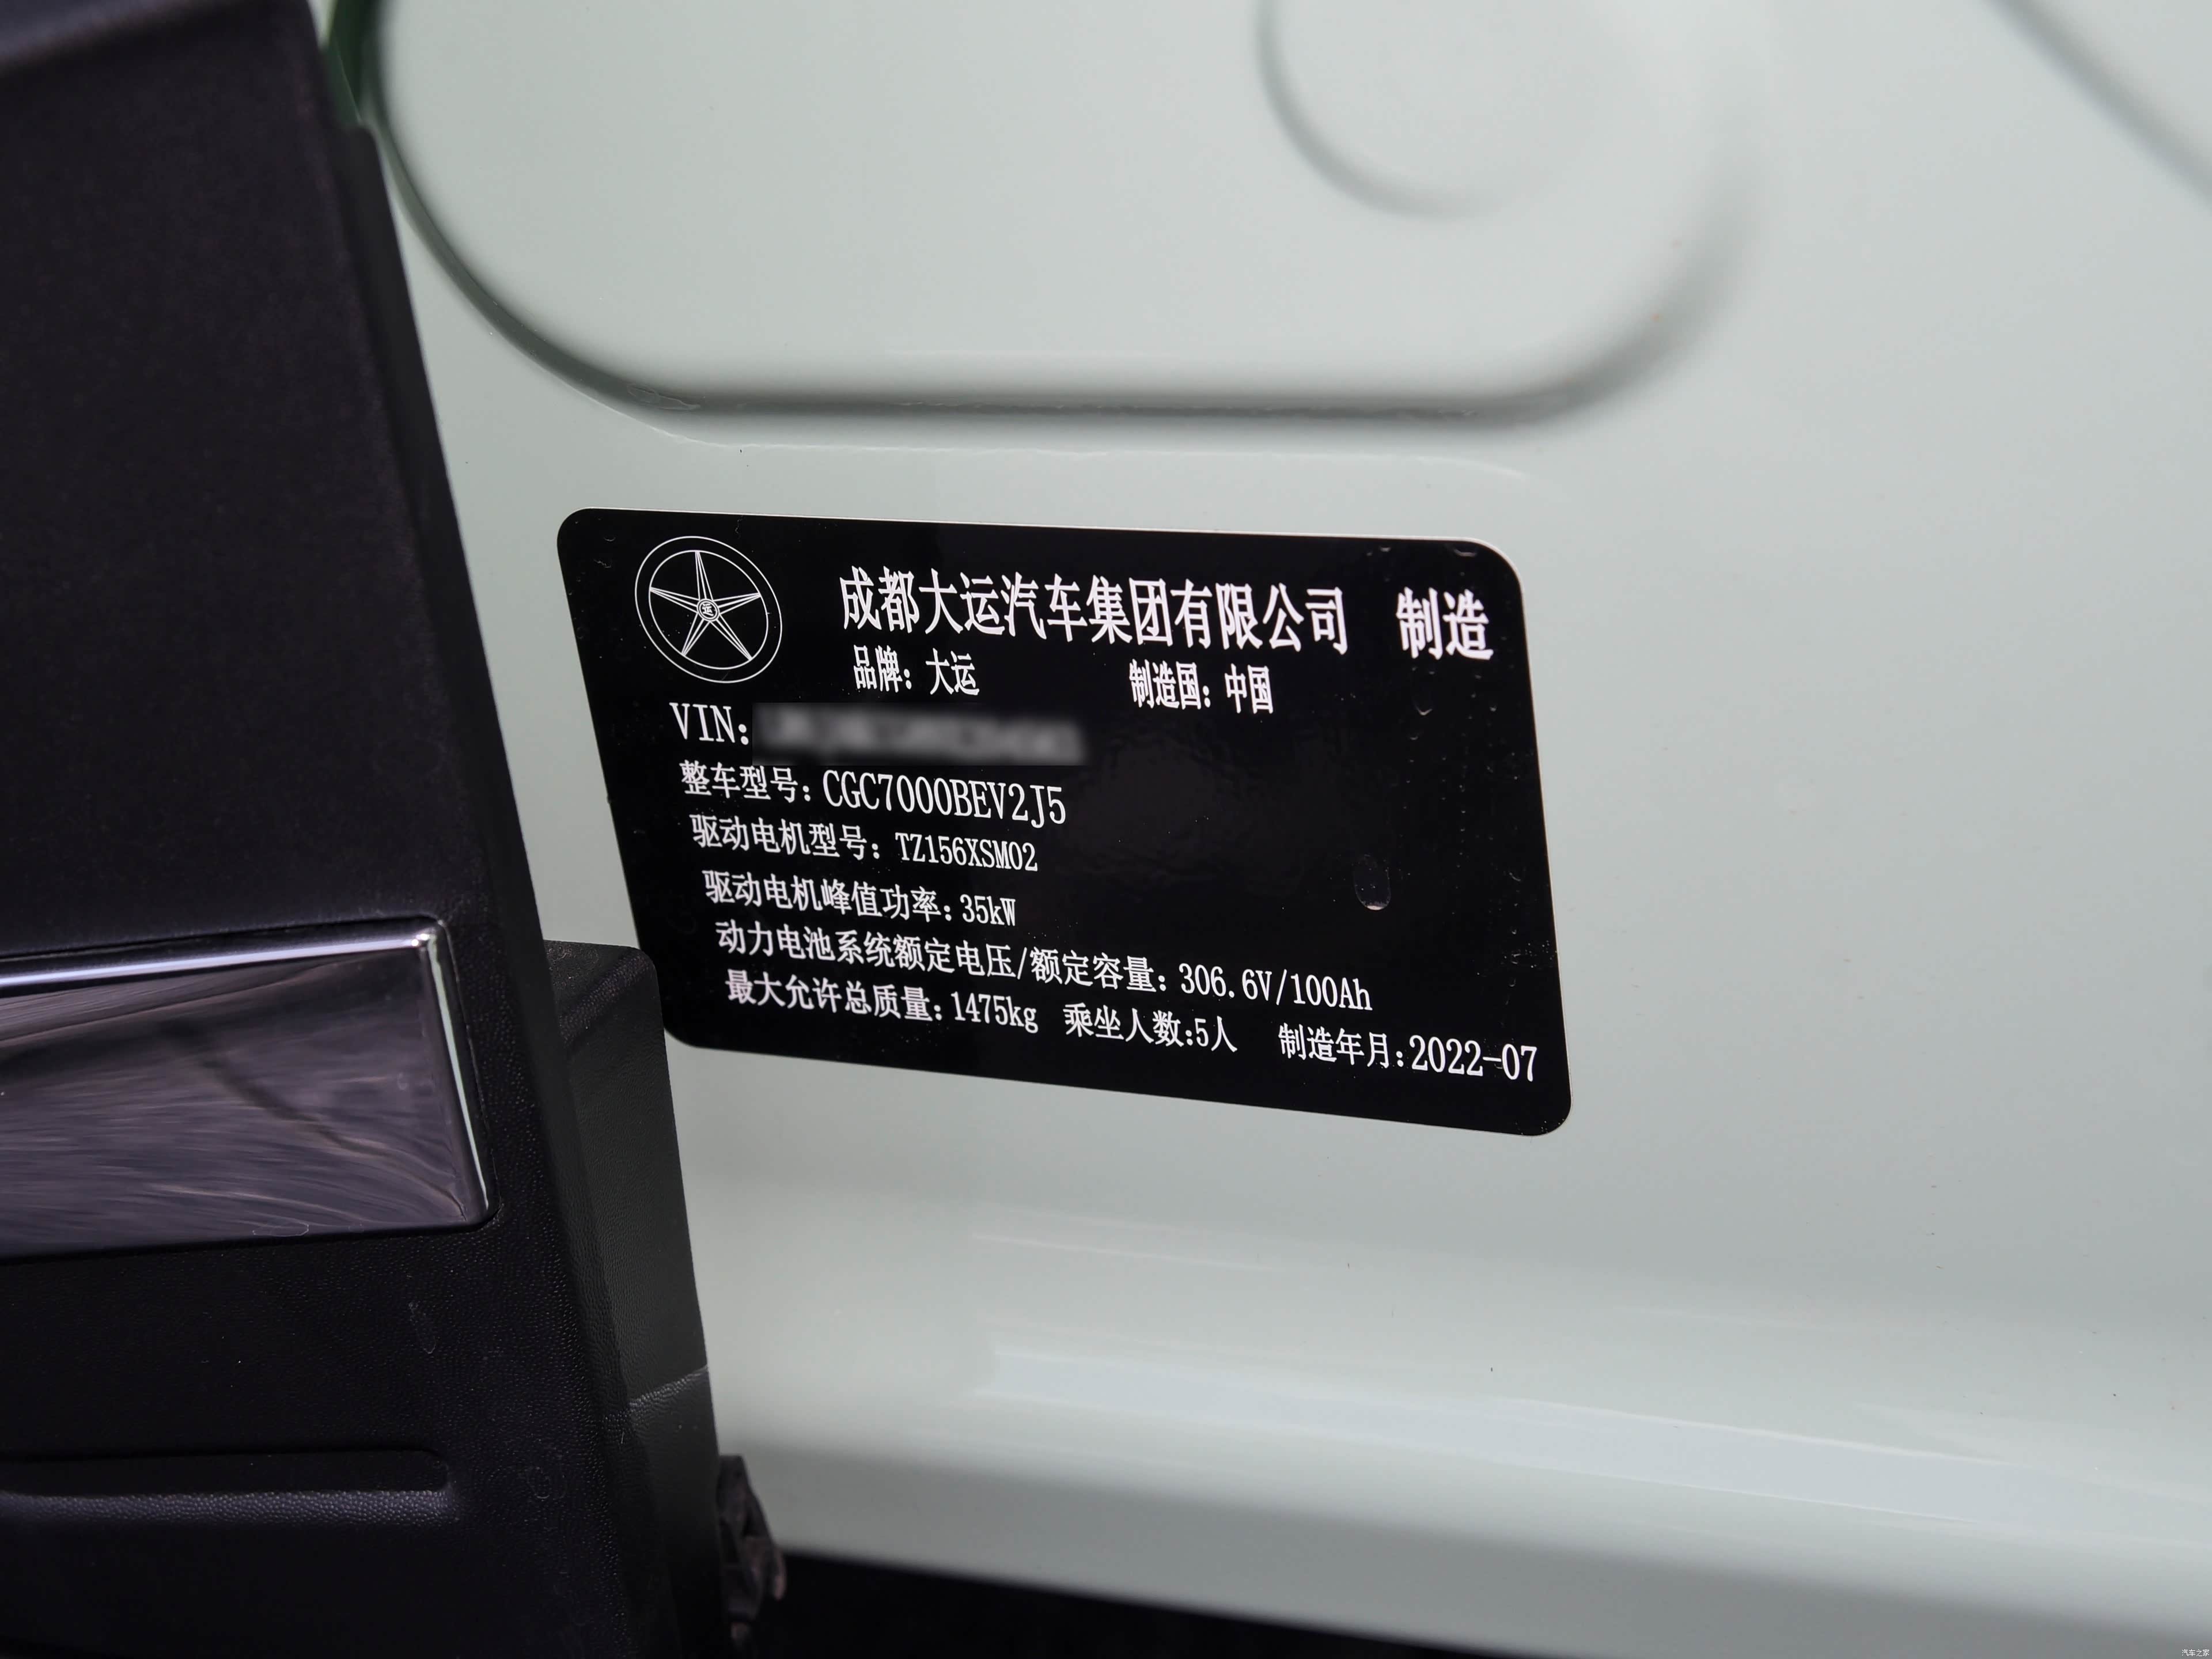 成都大运汽车集团有限公司 制造
品牌：大运 制造国：中国
VIN:
整车型号：CGC7000BEV2J5
驱动电机型号：TZ156XSM02
驱动电机峰值功率：35kW
动力电池系统额定电压/额定容量：306.6V/100Ah
最大允许总质量：1475kg 乘坐人数:5人 制造年月:2022-07
汽车之家